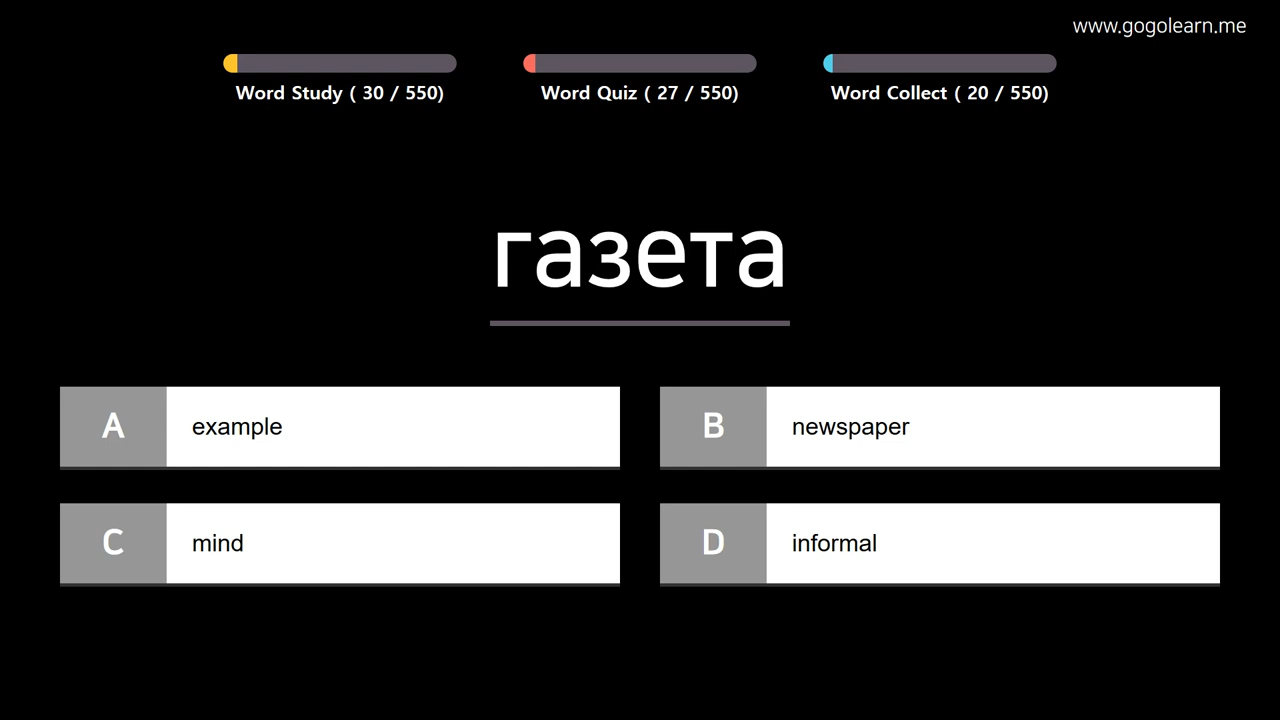 www.gogolearn.me
Word Study ( 30 / 550)
Word Quiz ( 27 / 550)
Word Collect ( 20 / 550)
газета
A example
B newspaper
C mind
D informal